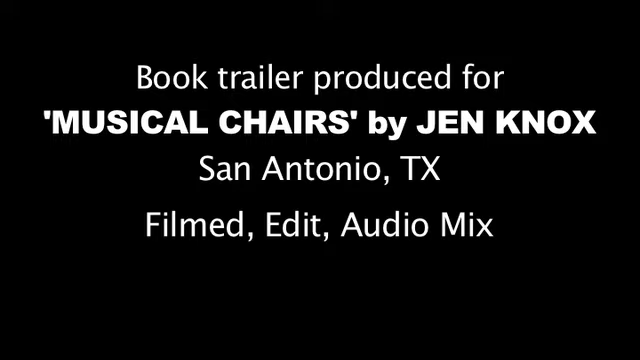 Book trailer produced for
'MUSICAL CHAIRS' by JEN KNOX
San Antonio, TX
Filmed, Edit, Audio Mix